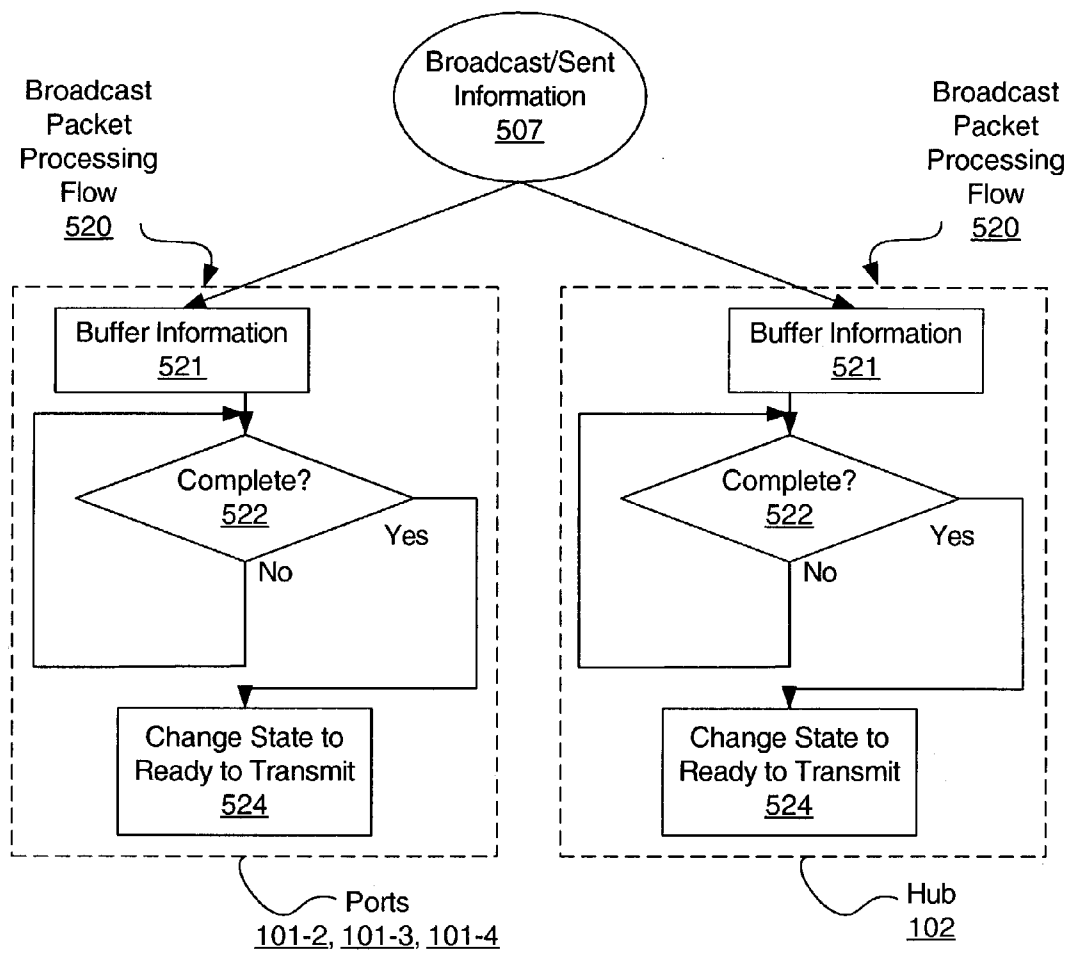 Broadcast/Sent
Information
507
Broadcast
Packet
Processing
Flow
520
Broadcast
Packet
Processing
Flow
520
Buffer Information
521
Complete?
522
Yes
No
Change State to
Ready to Transmit
524
Ports
101-2, 101-3, 101-4
Buffer Information
521
Complete?
522
Yes
No
Change State to
Ready to Transmit
524
Hub
102